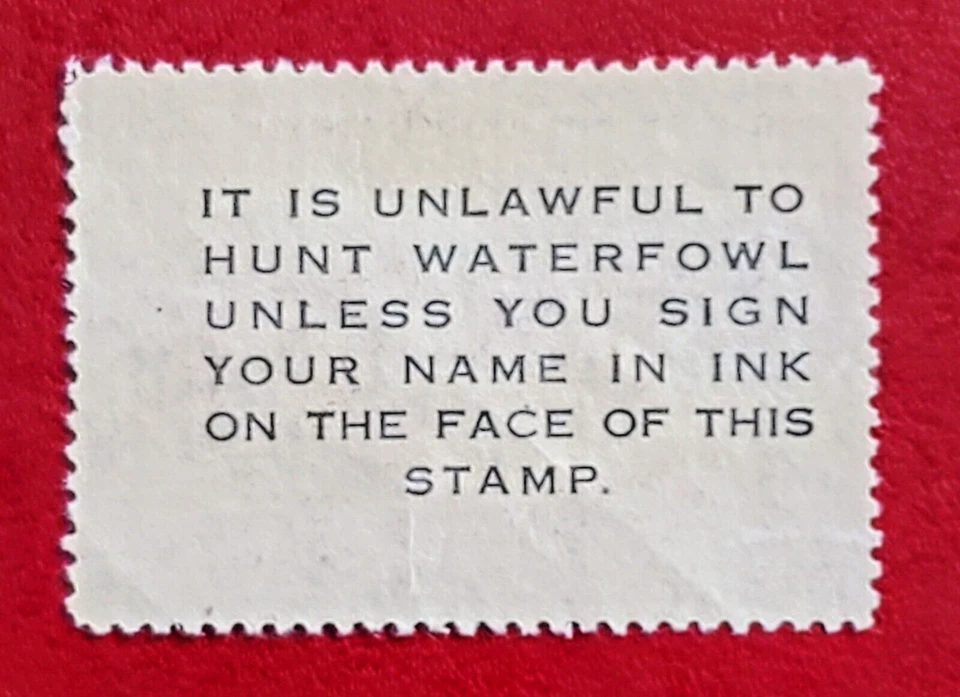 IT IS UNLAWFUL TO
HUNT WATERFOWL
UNLESS YOU SIGN
YOUR NAME IN INK
ON THE FACE OF THIS
STAMP.